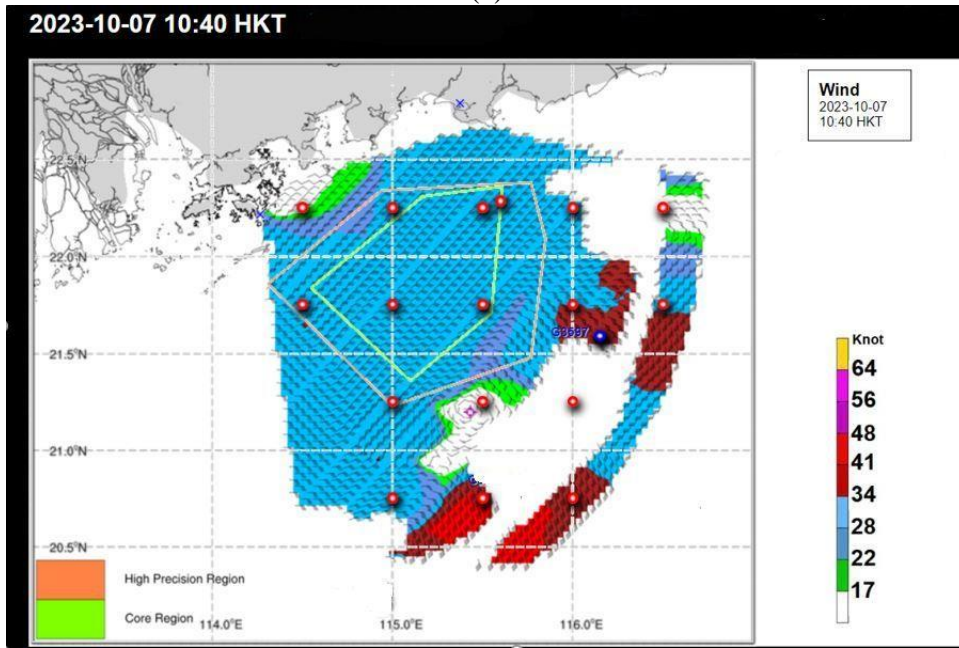 2023-10-07 10:40 HKT
Wind
2023-10-07
10:40 HKT
22.5°N
22.0°N
G3587
21.5°N
21.0°N
20.5°N
Knot
64
56
48
41
34
28
22
17
High Precision Region
Core Region
114.0°E
115.0°E
116.0°E